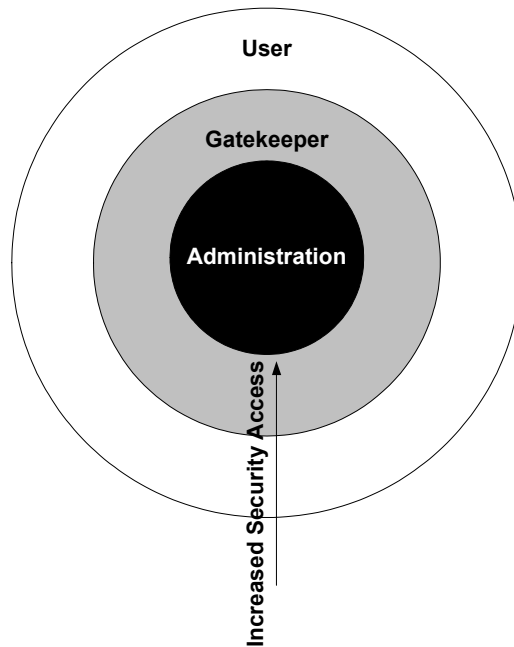 User
Gatekeeper
Administration
Increased Security Access